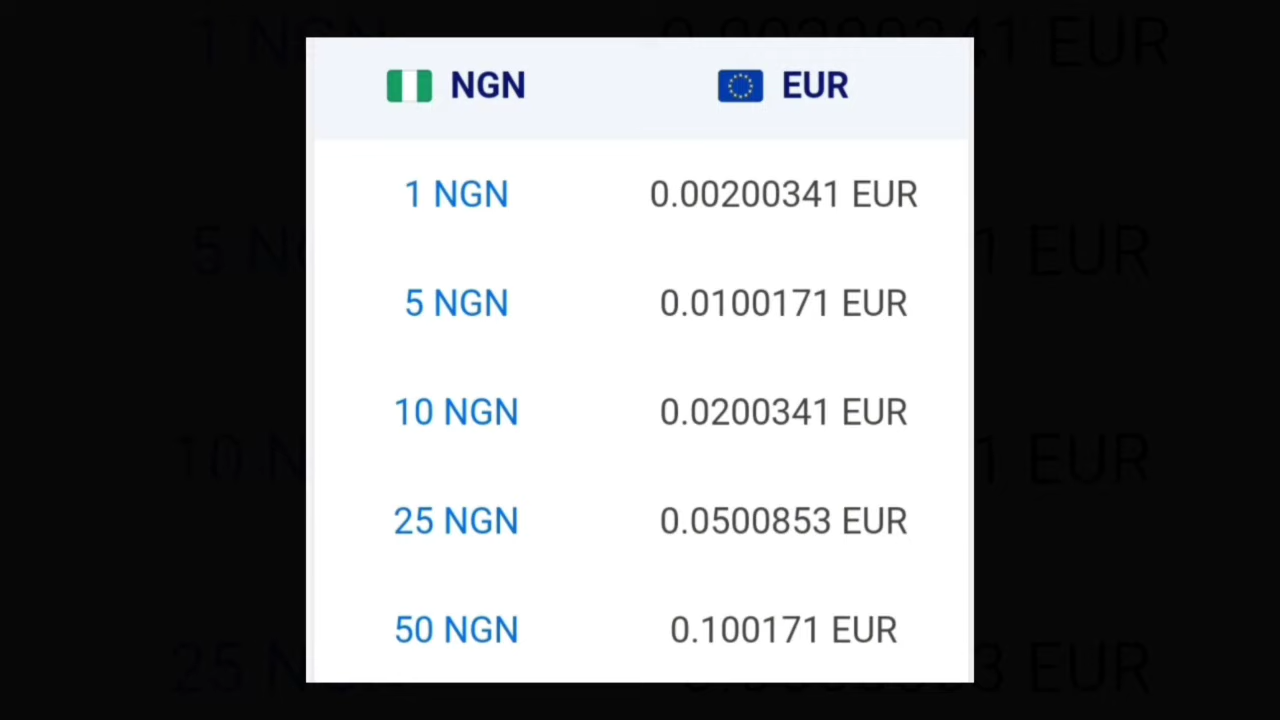 NGN EUR
1 NGN 0.00200341 EUR
5 NGN 0.0100171 EUR
10 NGN 0.0200341 EUR
25 NGN 0.0500853 EUR
50 NGN 0.100171 EUR